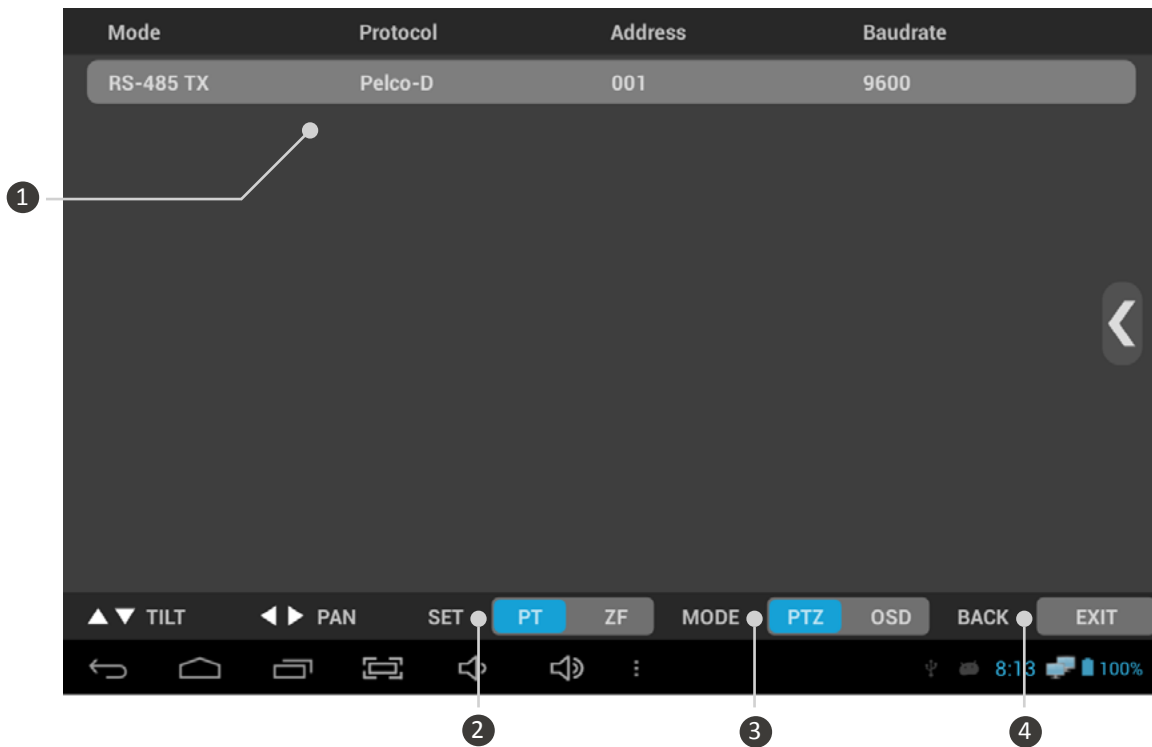 Mode Protocol Address Baudrate
RS-485 TX Pelco-D 001 9600
1
▲▼ TILT ◀▶ PAN SET PT ZF MODE PTZ OSD BACK EXIT
8:13 100%
2 3 4